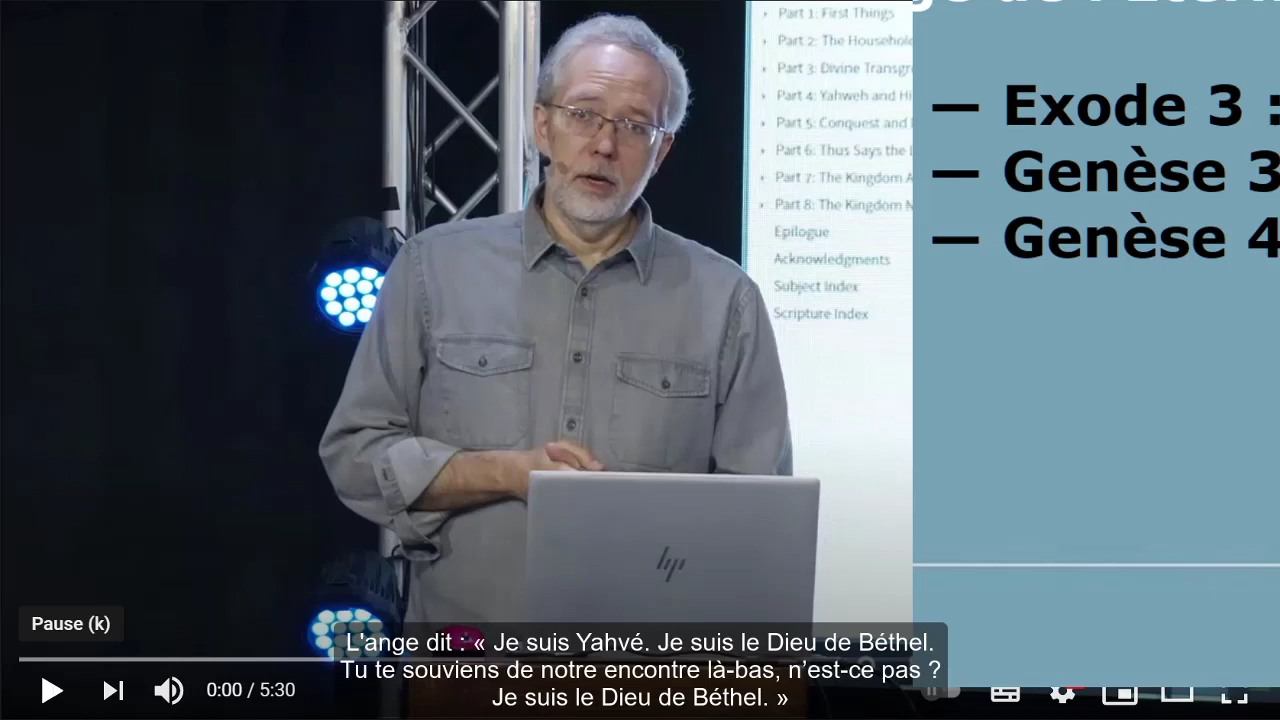 Part 1: First Things
Part 2: The Household
Part 3: Divine Transgr
Part 4: Yahweh and Hi
Part 5: Conquest and
Part 6: Thus Says the
Part 7: The Kingdom A
Part 8: The Kingdom N
Epilogue
Acknowledgments
Subject Index
Scripture Index
— Exode 3 :
— Genèse 3
— Genèse 4
hp
Pause (k)
L'ange dit : « Je suis Yahvé. Je suis le Dieu de Béthel.
Tu te souviens de notre encontre là-bas, n’est-ce pas ?
Je suis le Dieu de Béthel. »
0:00 / 5:30